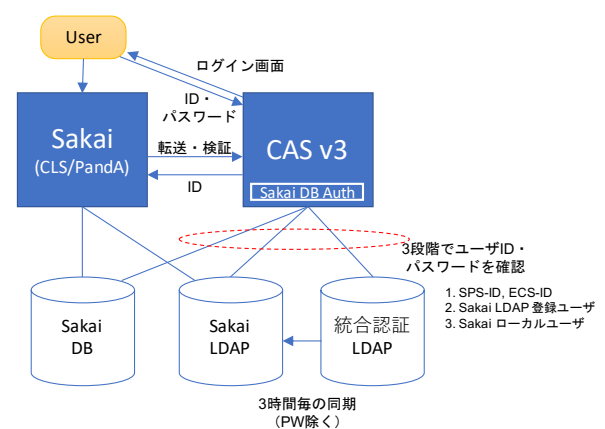 User
ログイン画面
ID・
パスワード
Sakai
(CLS/PandA)
転送・検証
ID
CAS v3
Sakai DB Auth
3段階でユーザID・
パスワードを確認
1. SPS-ID, ECS-ID
2. Sakai LDAP 登録ユーザ
3. Sakai ローカルユーザ
Sakai
DB
Sakai
LDAP
統合認証
LDAP
3時間毎の同期
（PW除く）